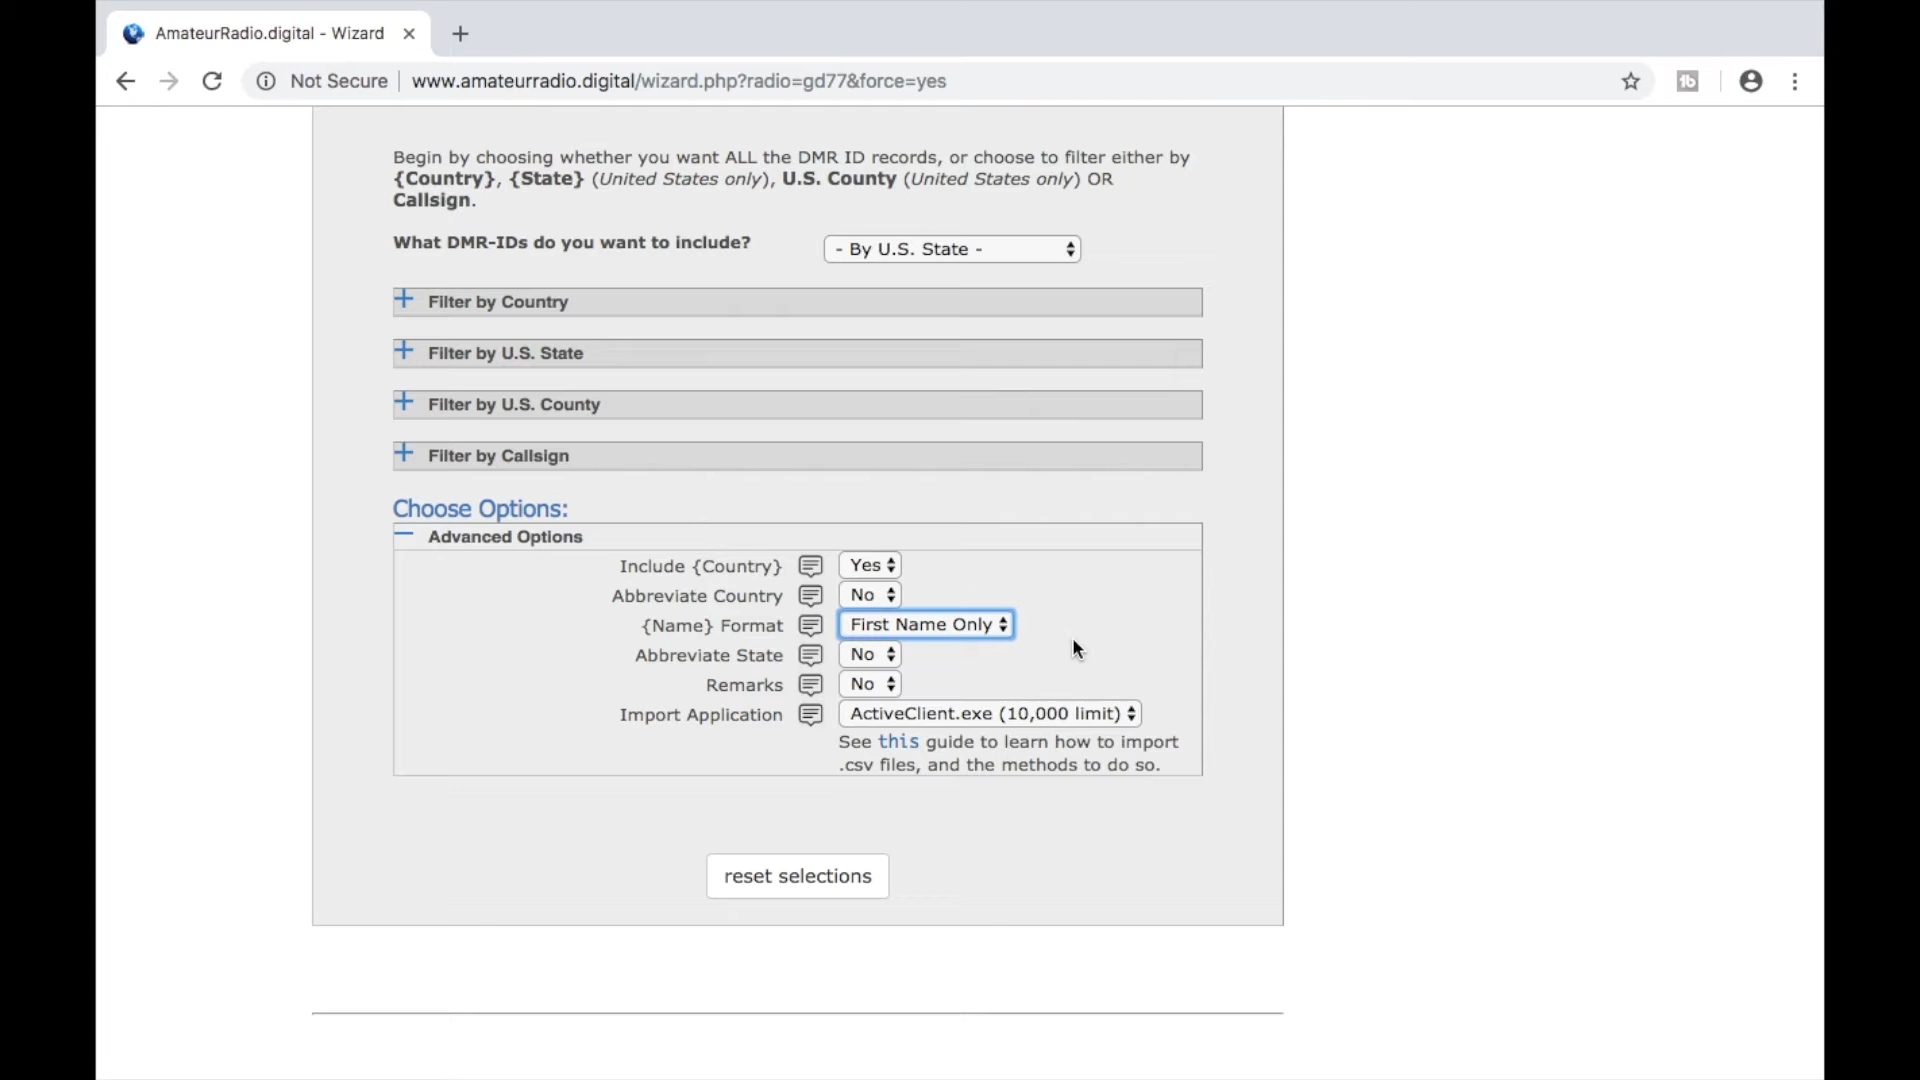 AmateurRadio.digital - Wizard
Not Secure www.amateurradio.digital/wizard.php?radio=gd77&force=yes
Begin by choosing whether you want ALL the DMR ID records, or choose to filter either by
{Country}, {State} (United States only), U.S. County (United States only) OR
Callsign.
What DMR-IDs do you want to include? - By U.S. State -
Filter by Country
Filter by U.S. State
Filter by U.S. County
Filter by Callsign
Choose Options:
Advanced Options
Include {Country} Yes
Abbreviate Country No
{Name} Format First Name Only
Abbreviate State No
Remarks No
Import Application ActiveClient.exe (10,000 limit)
See this guide to learn how to import
.csv files, and the methods to do so.
reset selections